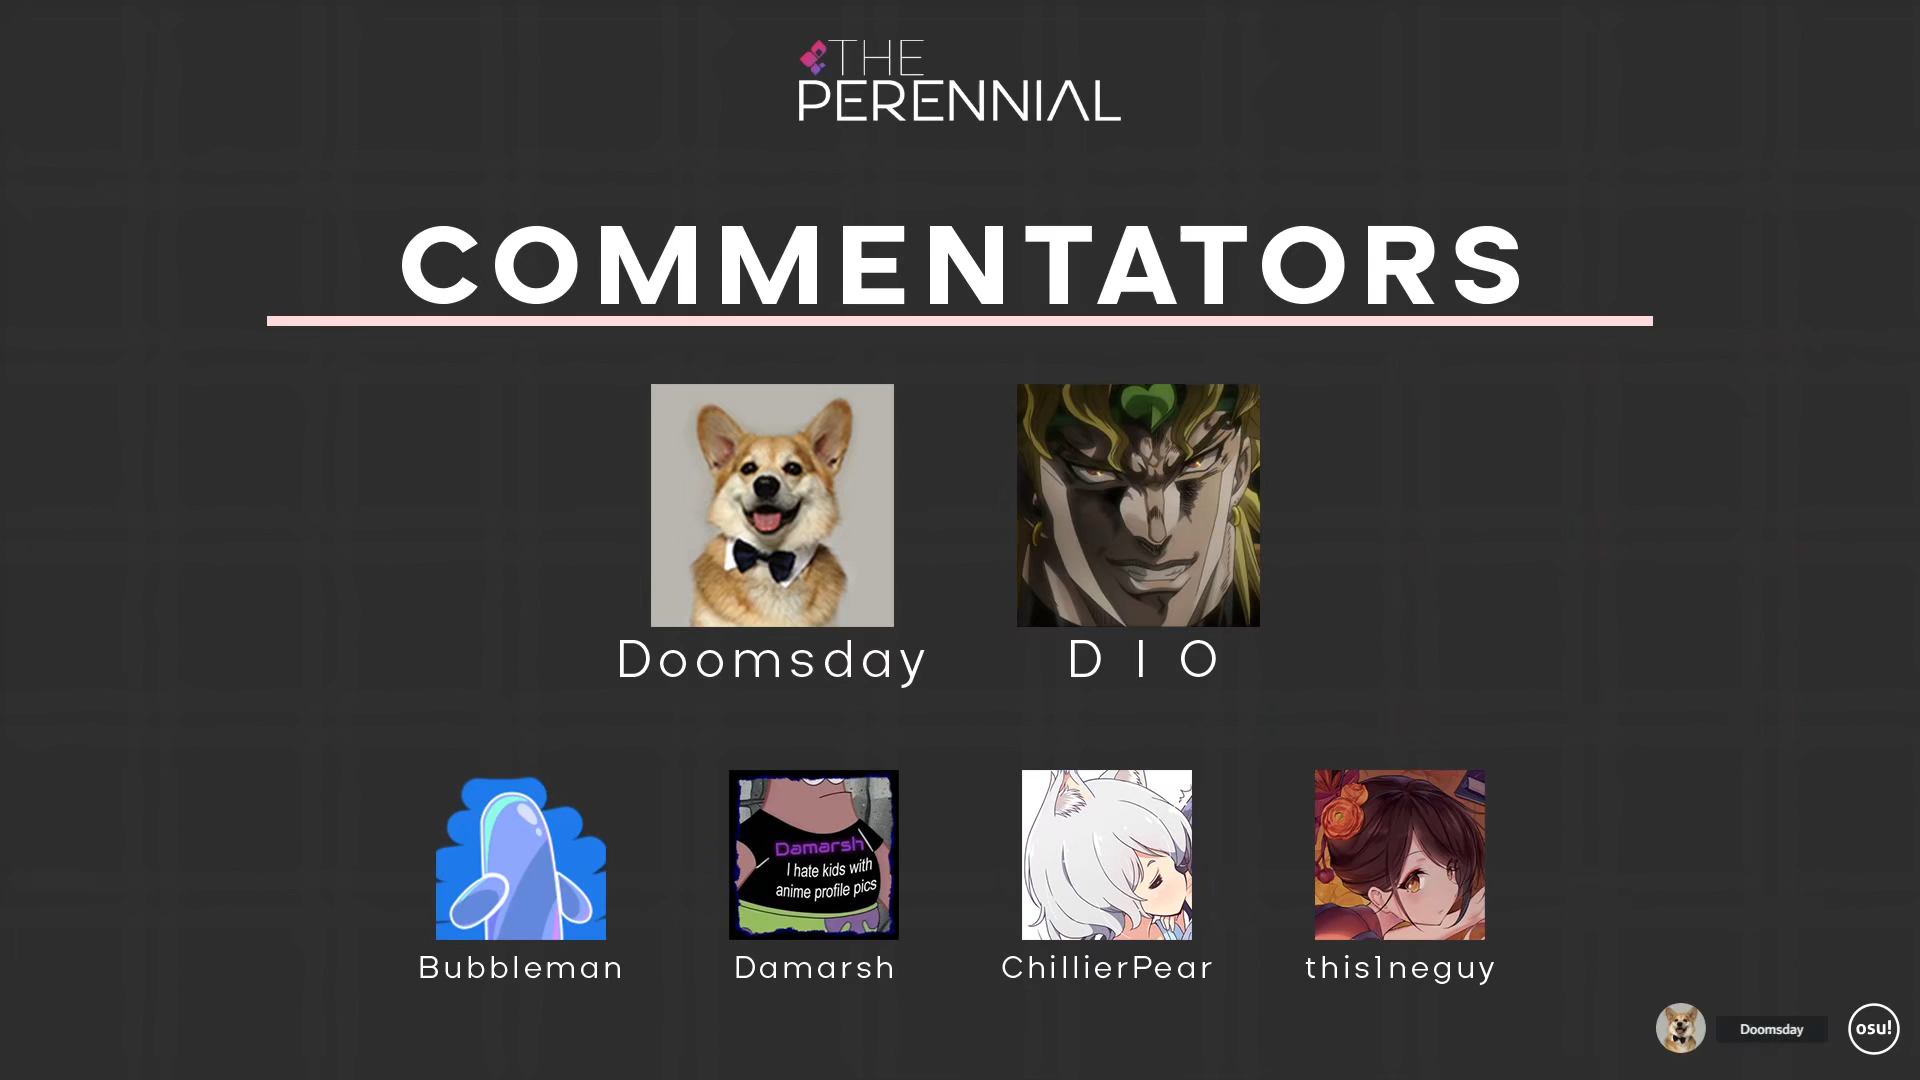 THE
PERENNIAL
COMMENTATORS
Doomsday
D I O
Damarsh
I hate kids with
anime profile pics
Bubbleman
Damarsh
ChillierPear
this1neguy
Doomsday
osu!